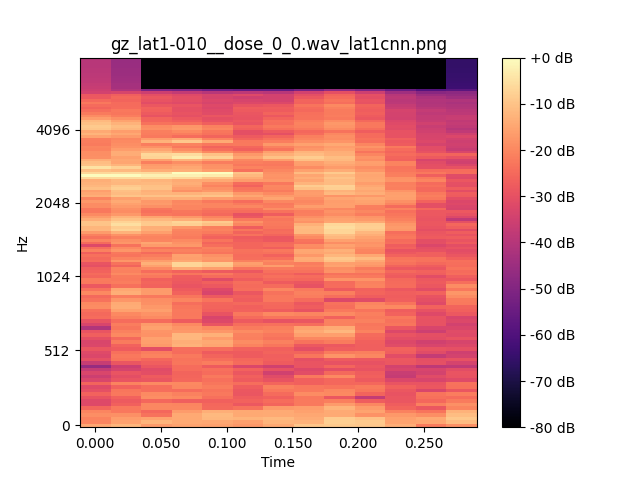 gz_lat1-010__dose_0_0.wav_lat1cnn.png
Hz
4096
2048
1024
512
0
0.000 0.050 0.100 0.150 0.200 0.250
Time
+0 dB
-10 dB
-20 dB
-30 dB
-40 dB
-50 dB
-60 dB
-70 dB
-80 dB